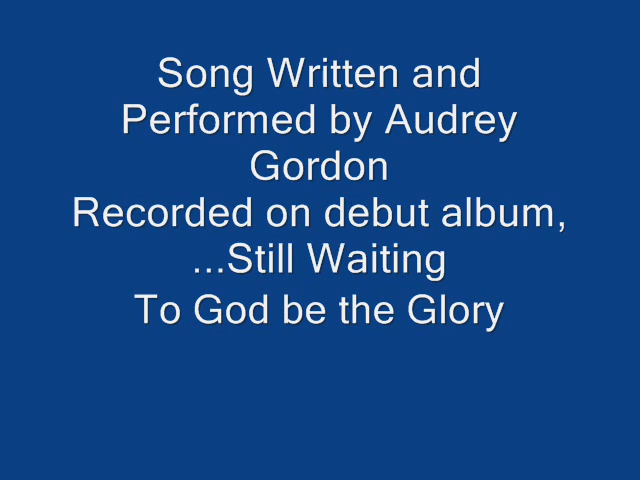 Song Written and
Performed by Audrey
Gordon
Recorded on debut album,
...Still Waiting
To God be the Glory